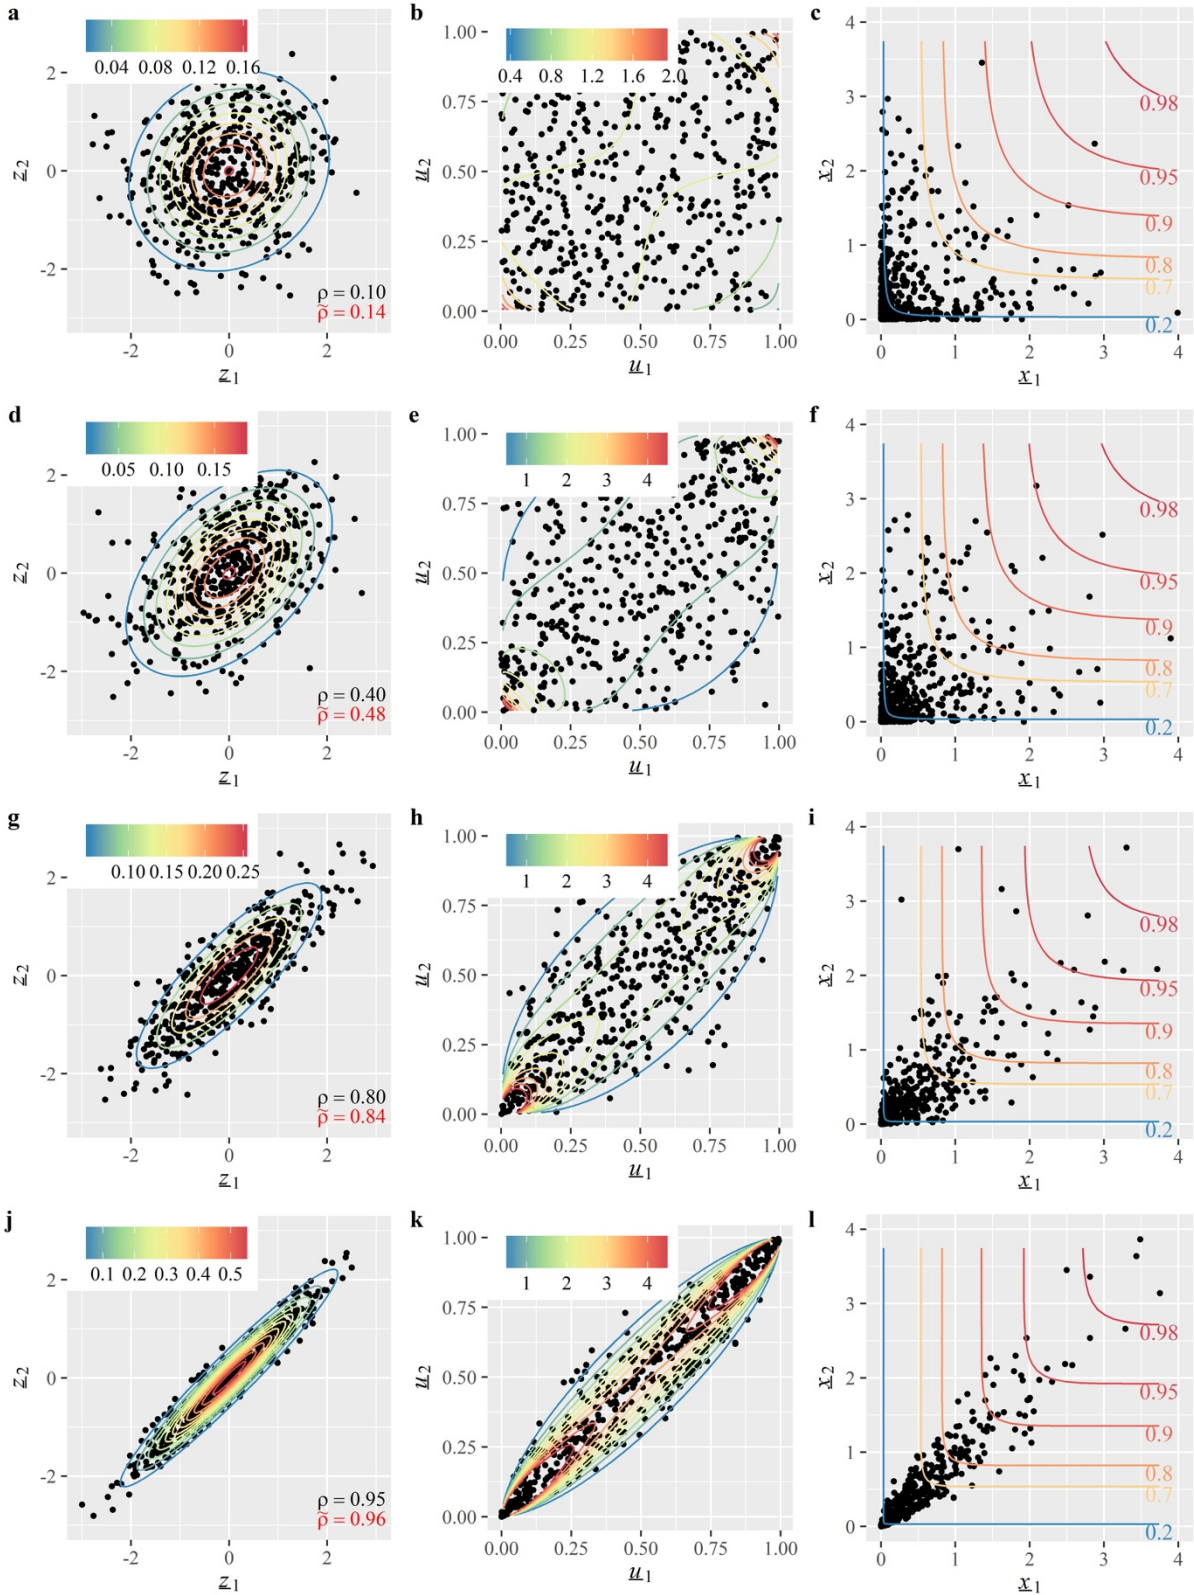 a
0.04 0.08 0.12 0.16
2
0
-2
z2
-2 0 2
z1
ρ = 0.10
ρ̃ = 0.14
b
0.4 0.8 1.2 1.6 2.0
1.00
0.75
0.50
0.25
0.00
u2
0.00 0.25 0.50 0.75 1.00
u1
c
4
3
2
1
0
x2
0.98
0.95
0.9
0.8
0.7
0.2
0 1 2 3 4
x1
d
0.05 0.10 0.15
2
0
-2
z2
-2 0 2
z1
ρ = 0.40
ρ̃ = 0.48
e
1 2 3 4
1.00
0.75
0.50
0.25
0.00
u2
0.00 0.25 0.50 0.75 1.00
u1
f
4
3
2
1
0
x2
0.98
0.95
0.9
0.8
0.7
0.2
0 1 2 3 4
x1
g
0.10 0.15 0.20 0.25
2
0
-2
z2
-2 0 2
z1
ρ = 0.80
ρ̃ = 0.84
h
1 2 3 4
1.00
0.75
0.50
0.25
0.00
u2
0.00 0.25 0.50 0.75 1.00
u1
i
4
3
2
1
0
x2
0.98
0.95
0.9
0.8
0.7
0.2
0 1 2 3 4
x1
j
0.1 0.2 0.3 0.4 0.5
2
0
-2
z2
-2 0 2
z1
ρ = 0.95
ρ̃ = 0.96
k
1 2 3 4
1.00
0.75
0.50
0.25
0.00
u2
0.00 0.25 0.50 0.75 1.00
u1
l
4
3
2
1
0
x2
0.98
0.95
0.9
0.8
0.7
0.2
0 1 2 3 4
x1